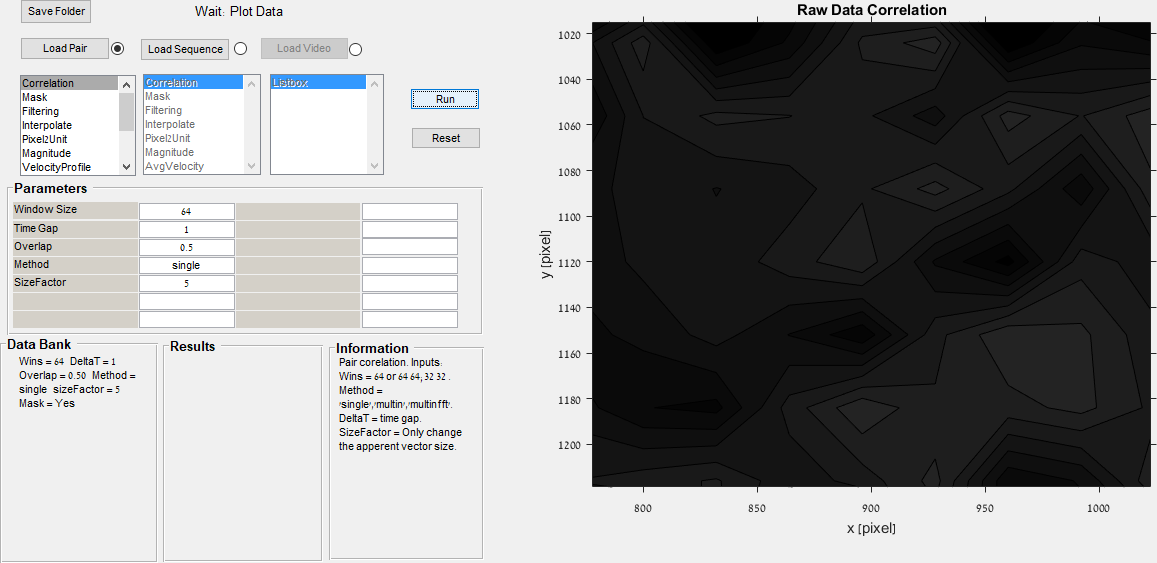 Save Folder
Wait: Plot Data
Load Pair
Load Sequence
Load Video
Correlation
Mask
Filtering
Interpolate
Pixel2Unit
Magnitude
VelocityProfile
Correlation
Mask
Filtering
Interpolate
Pixel2Unit
Magnitude
AvgVelocity
Listbox
Run
Reset
Parameters
Window Size 64
Time Gap 1
Overlap 0.5
Method single
SizeFactor 5
Data Bank
Wins = 64 DeltaT = 1
Overlap = 0.50 Method =
single sizeFactor = 5
Mask = Yes
Results
Information
Pair corelation. Inputs:
Wins = 64 or 64 64; 32 32 .
Method =
'single','multin','multinfft'.
DeltaT = time gap.
SizeFactor = Only change
the apperent vector size.
Raw Data Correlation
y [pixel]
1020
1040
1060
1080
1100
1120
1140
1160
1180
1200
800 850 900 950 1000
x [pixel]